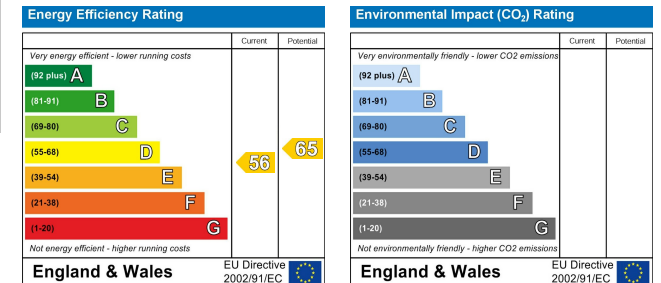 Energy Efficiency Rating
Current Potential
Very energy efficient - lower running costs
(92 plus) A
(81-91) B
(69-80) C
(55-68) D
(39-54) E
(21-38) F
(1-20) G
56
65
Not energy efficient - higher running costs
England & Wales
EU Directive
2002/91/EC
Environmental Impact (CO2) Rating
Current Potential
Very environmentally friendly - lower CO2 emissions
(92 plus) A
(81-91) B
(69-80) C
(55-68) D
(39-54) E
(21-38) F
(1-20) G
Not environmentally friendly - higher CO2 emissions
England & Wales
EU Directive
2002/91/EC